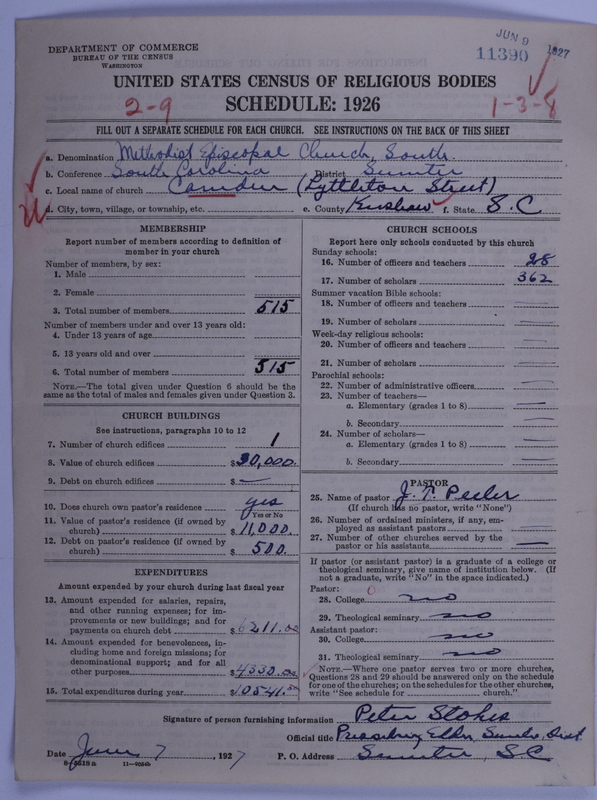 DEPARTMENT OF COMMERCE
BUREAU OF THE CENSUS
WASHINGTON
JUN 9 1927
11390
UNITED STATES CENSUS OF RELIGIOUS BODIES
SCHEDULE: 1926
2-9
1-3-8
FILL OUT A SEPARATE SCHEDULE FOR EACH CHURCH. SEE INSTRUCTIONS ON THE BACK OF THIS SHEET
a. Denomination Methodist Episcopal Church, South.
b. Conference South Carolina District Sumter
c. Local name of church Camden (Lyttleton Street)
d. City, town, village, or township, etc. e. County Kershaw f. State S.C
MEMBERSHIP
Report number of members according to definition of
member in your church
Number of members, by sex:
1. Male
2. Female
3. Total number of members 515
Number of members under and over 13 years old:
4. Under 13 years of age
5. 13 years old and over
6. Total number of members 515
NOTE.—The total given under Question 6 should be the
same as the total of males and females given under Question 3.
CHURCH BUILDINGS
See instructions, paragraphs 10 to 12
7. Number of church edifices 1
8. Value of church edifices $30,000.
9. Debt on church edifices $ —
10. Does church own pastor's residence yes
Yes or No
11. Value of pastor's residence (if owned by
church) $11,000.
12. Debt on pastor's residence (if owned by
church) $ 500.
EXPENDITURES
Amount expended by your church during last fiscal year
13. Amount expended for salaries, repairs,
and other running expenses; for im-
provements or new buildings; and for
payments on church debt $6211.00
14. Amount expended for benevolences, in-
cluding home and foreign missions; for
denominational support; and for all
other purposes $4330.00
15. Total expenditures during year $10541.00
CHURCH SCHOOLS
Report here only schools conducted by this church
Sunday schools:
16. Number of officers and teachers 28
17. Number of scholars 362
Summer vacation Bible schools:
18. Number of officers and teachers —
19. Number of scholars —
Week-day religious schools:
20. Number of officers and teachers —
21. Number of scholars —
Parochial schools:
22. Number of administrative officers —
23. Number of teachers—
a. Elementary (grades 1 to 8) —
b. Secondary —
24. Number of scholars—
a. Elementary (grades 1 to 8) —
b. Secondary —
PASTOR
25. Name of pastor J. T. Peeler
(If church has no pastor, write "None")
26. Number of ordained ministers, if any, em-
ployed as assistant pastors —
27. Number of other churches served by the
pastor or his assistants —
If pastor (or assistant pastor) is a graduate of a college or
theological seminary, give name of institution below. (If
not a graduate, write "No" in the space indicated.)
Pastor: 0
28. College no
29. Theological seminary no
Assistant pastor:
30. College no
31. Theological seminary no
NOTE.—Where one pastor serves two or more churches,
Questions 28 and 29 should be answered only on the schedule
for one of the churches; on the schedules for the other churches,
write "See schedule for church."
Signature of person furnishing information Peter Stokes
Official title Presiding Elder, Sumter Dist.
Date June 7, 1927 P. O. Address Sumter, S.C
8-5518a 11-9054b